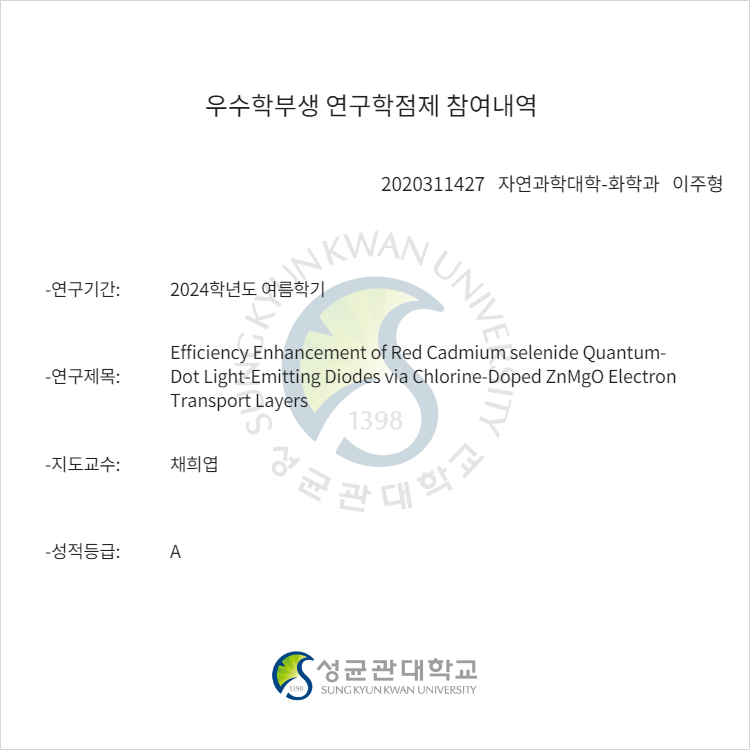 우수학부생 연구학점제 참여내역
2020311427 자연과학대학-화학과 이주형
-연구기간: 2024학년도 여름학기
-연구제목: Efficiency Enhancement of Red Cadmium selenide Quantum-
Dot Light-Emitting Diodes via Chlorine-Doped ZnMgO Electron
Transport Layers
-지도교수: 채희엽
-성적등급: A
SUNG KYUN KWAN UNIVERSITY
1398
성균관대학교
1398
성균관대학교
SUNG KYUN KWAN UNIVERSITY